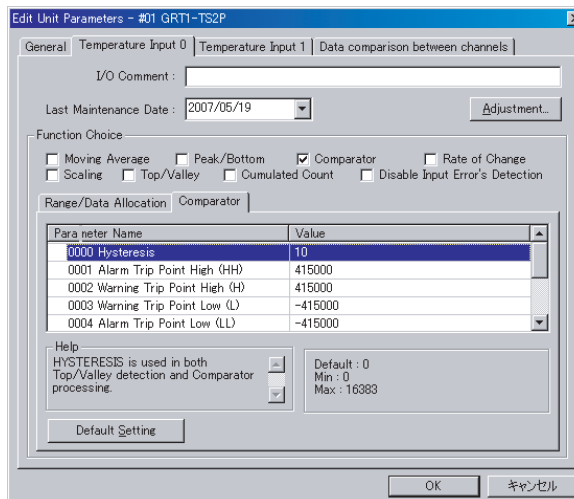 Edit Unit Parameters - #01 GRT1-TS2P
General Temperature Input 0 Temperature Input 1 Data comparison between channels
I/O Comment :
Last Maintenance Date : 2007/05/19 Adjustment...
Function Choice
Moving Average Peak/Bottom Comparator Rate of Change
Scaling Top/Valley Cumulated Count Disable Input Error's Detection
Range/Data Allocation Comparator
Parameter Name Value
0000 Hysteresis 10
0001 Alarm Trip Point High (HH) 415000
0002 Warning Trip Point High (H) 415000
0003 Warning Trip Point Low (L) -415000
0004 Alarm Trip Point Low (LL) -415000
Help
HYSTERESIS is used in both
Top/Valley detection and Comparator
processing.
Default : 0
Min : 0
Max : 16383
Default Setting
OK キャンセル